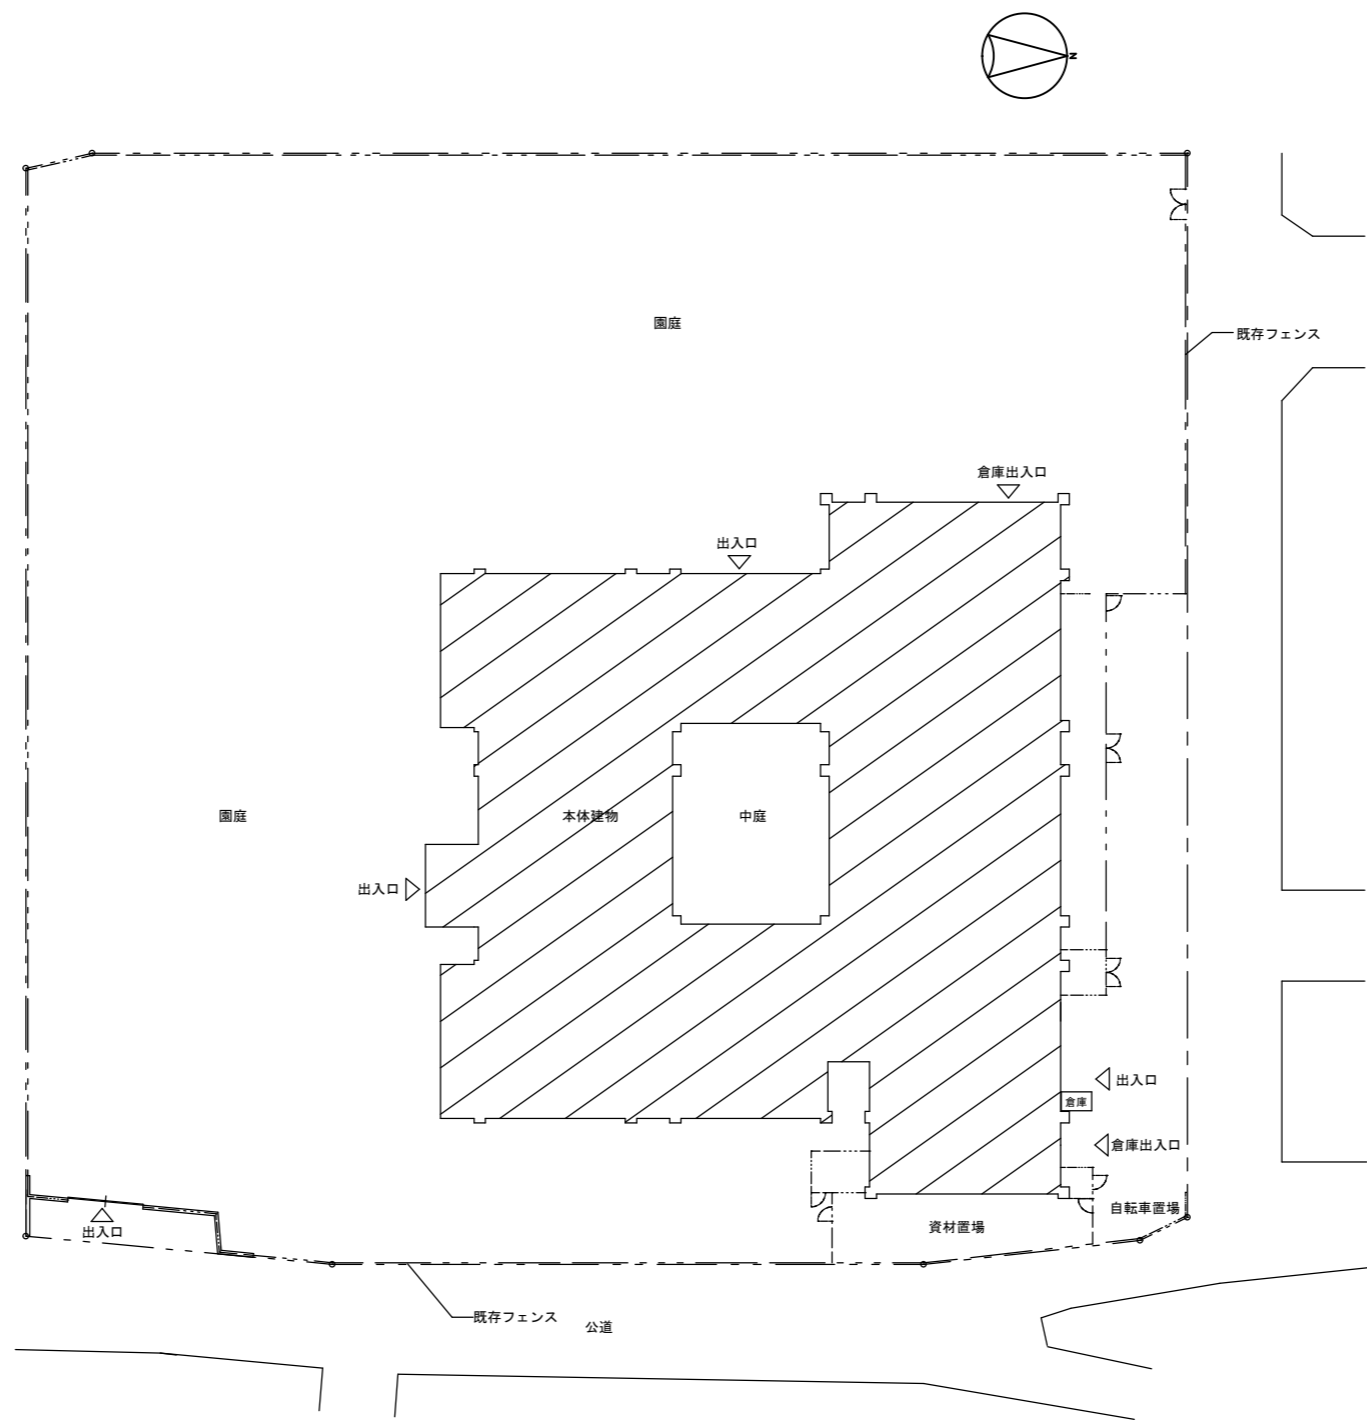 N
園庭
既存フェンス
倉庫出入口
出入口
園庭
本体建物
中庭
出入口
出入口
倉庫
倉庫出入口
自転車置場
資材置場
出入口
既存フェンス
公道